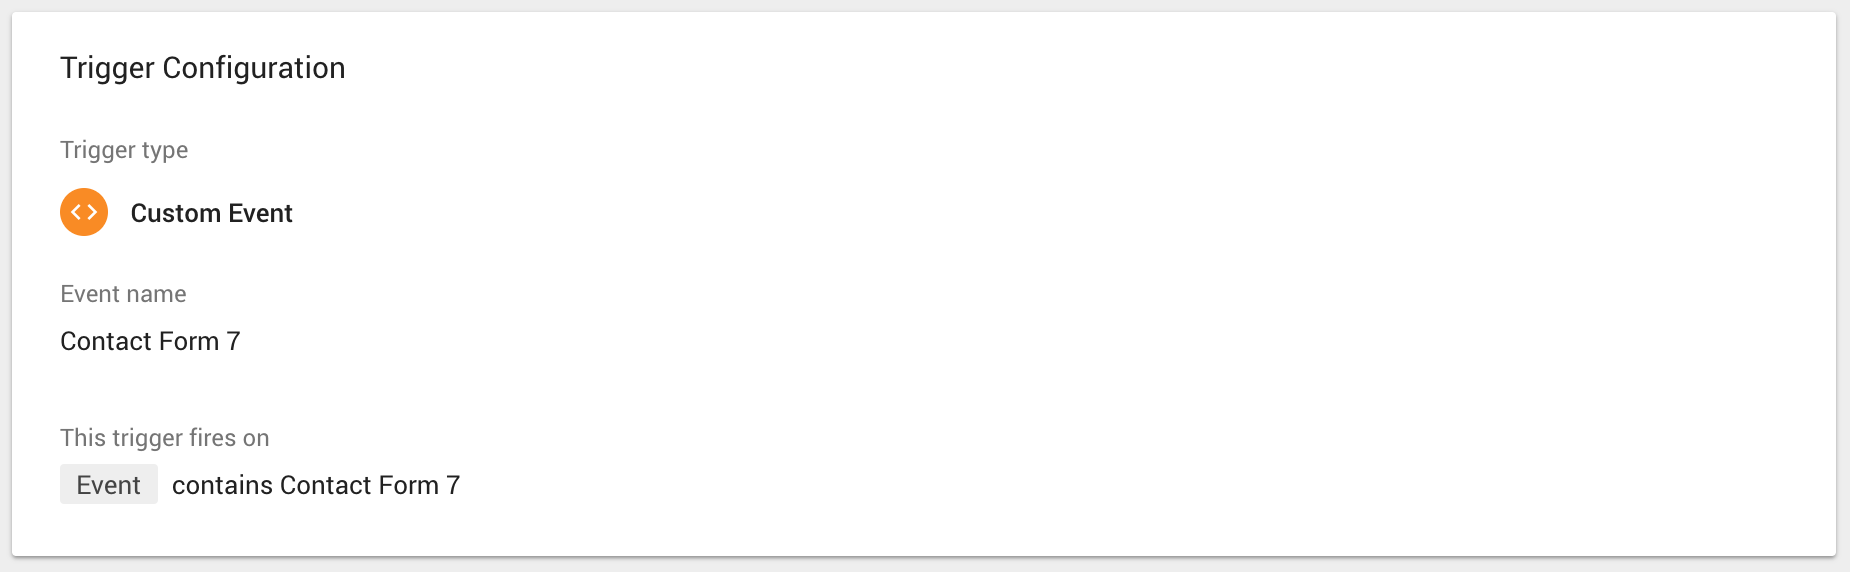 Trigger Configuration
Trigger type
Custom Event
Event name
Contact Form 7
This trigger fires on
Event contains Contact Form 7